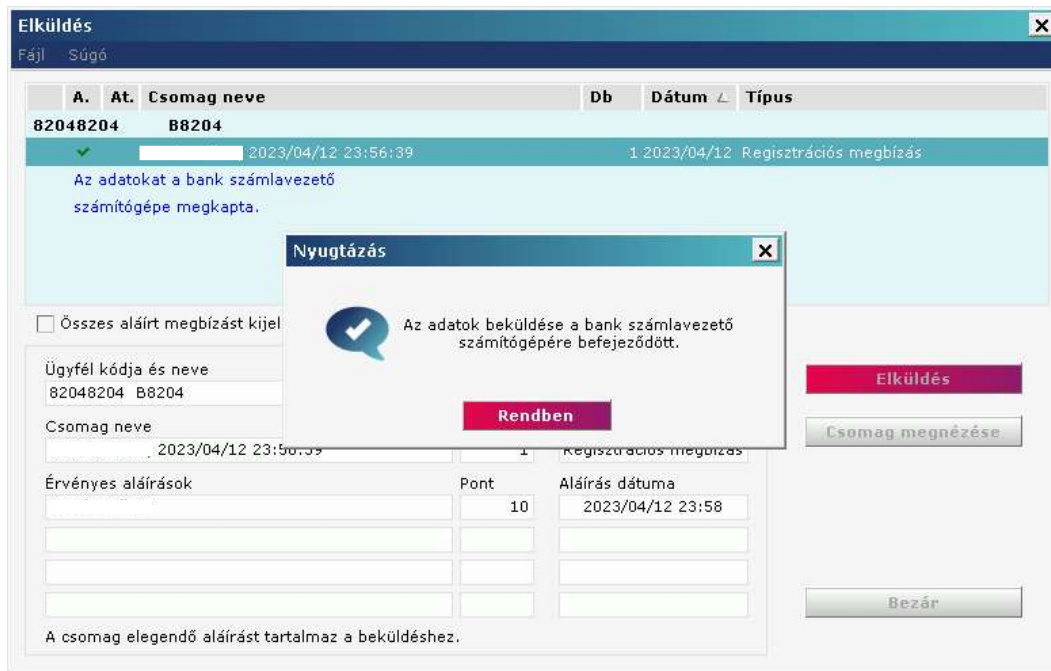 Elküldés
Fájl Súgó
A. At. Csomag neve Db Dátum Típus
82048204 B8204
2023/04/12 23:56:39 1 2023/04/12 Regisztrációs megbízás
Az adatokat a bank számlavezető
számítógépe megkapta.
Nyugtázás
Az adatok beküldése a bank számlavezető
számítógépére befejeződött.
Rendben
Összes aláírt megbízást kijel
Ügyfél kódja és neve
82048204 B8204
Elküldés
Csomag neve
Csomag megnézése
2023/04/12 23:56:39 1 Regisztrációs megbízás
Érvényes aláírások Pont Aláírás dátuma
10 2023/04/12 23:58
Bezár
A csomag elegendő aláírást tartalmaz a beküldéshez.